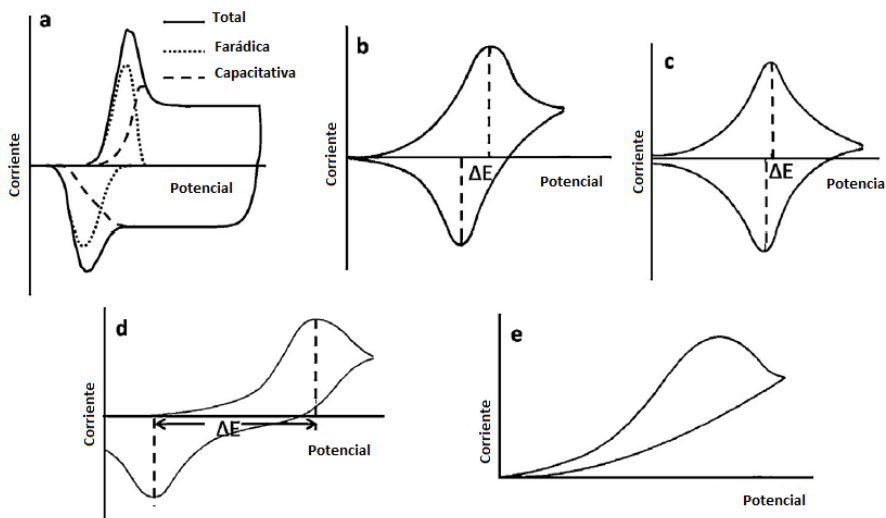 a
Total
Farádica
Capacitativa
Corriente
Potencial
b
Corriente
ΔE
Potencial
c
Corriente
ΔE
Potencia
d
Corriente
ΔE
Potencial
e
Corriente
Potencial